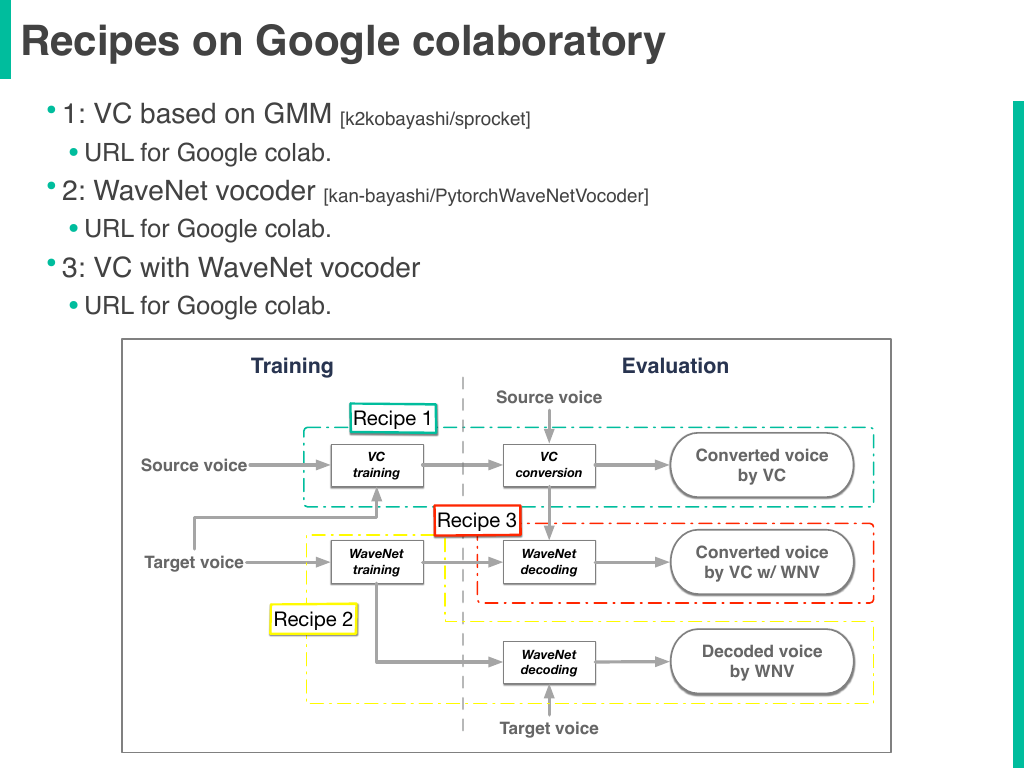 Recipes on Google colaboratory
• 1: VC based on GMM [k2kobayashi/sprocket]
• URL for Google colab.
• 2: WaveNet vocoder [kan-bayashi/PytorchWaveNetVocoder]
• URL for Google colab.
• 3: VC with WaveNet vocoder
• URL for Google colab.
Training
Evaluation
Source voice
Recipe 1
Source voice
VC
training
VC
conversion
Converted voice
by VC
Recipe 3
Target voice
WaveNet
training
WaveNet
decoding
Converted voice
by VC w/ WNV
Recipe 2
WaveNet
decoding
Decoded voice
by WNV
Target voice